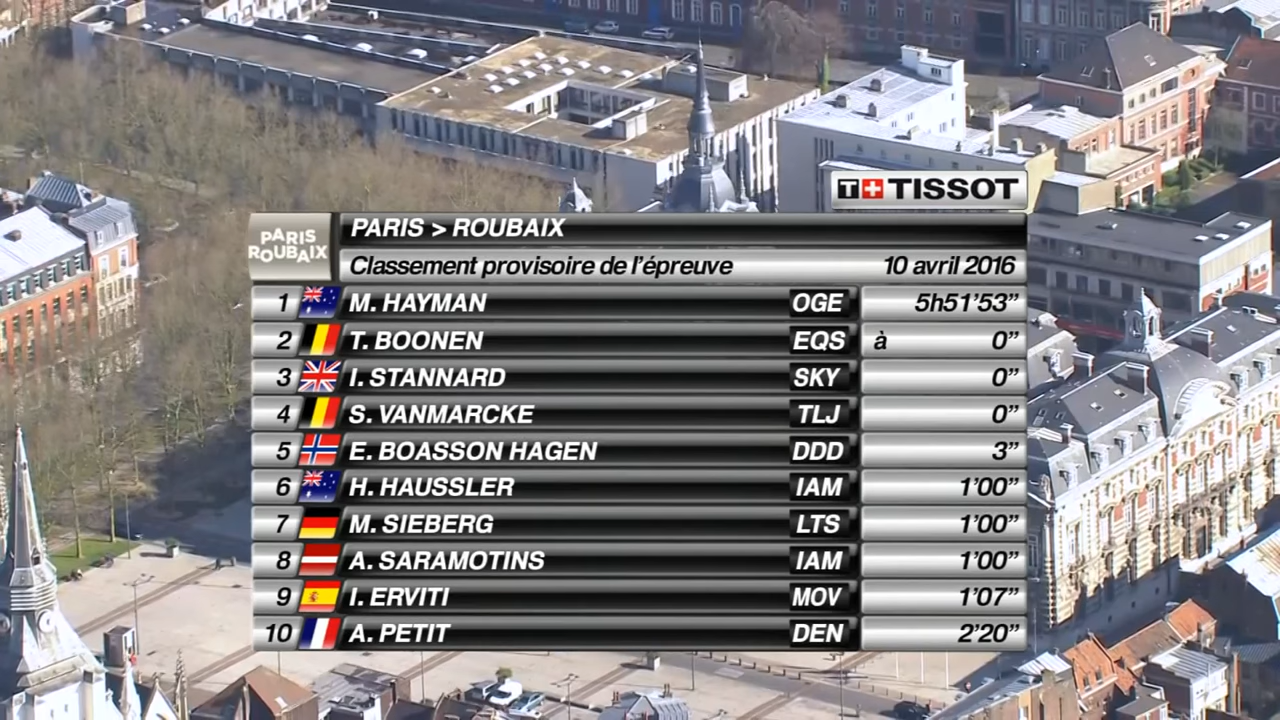 T+ TISSOT
PARIS ROUBAIX
PARIS > ROUBAIX
Classement provisoire de l'épreuve 10 avril 2016
1 M. HAYMAN OGE 5h51'53"
2 T. BOONEN EQS à 0"
3 I. STANNARD SKY 0"
4 S. VANMARCKE TLJ 0"
5 E. BOASSON HAGEN DDD 3"
6 H. HAUSSLER IAM 1'00"
7 M. SIEBERG LTS 1'00"
8 A. SARAMOTINS IAM 1'00"
9 I. ERVITI MOV 1'07"
10 A. PETIT DEN 2'20"